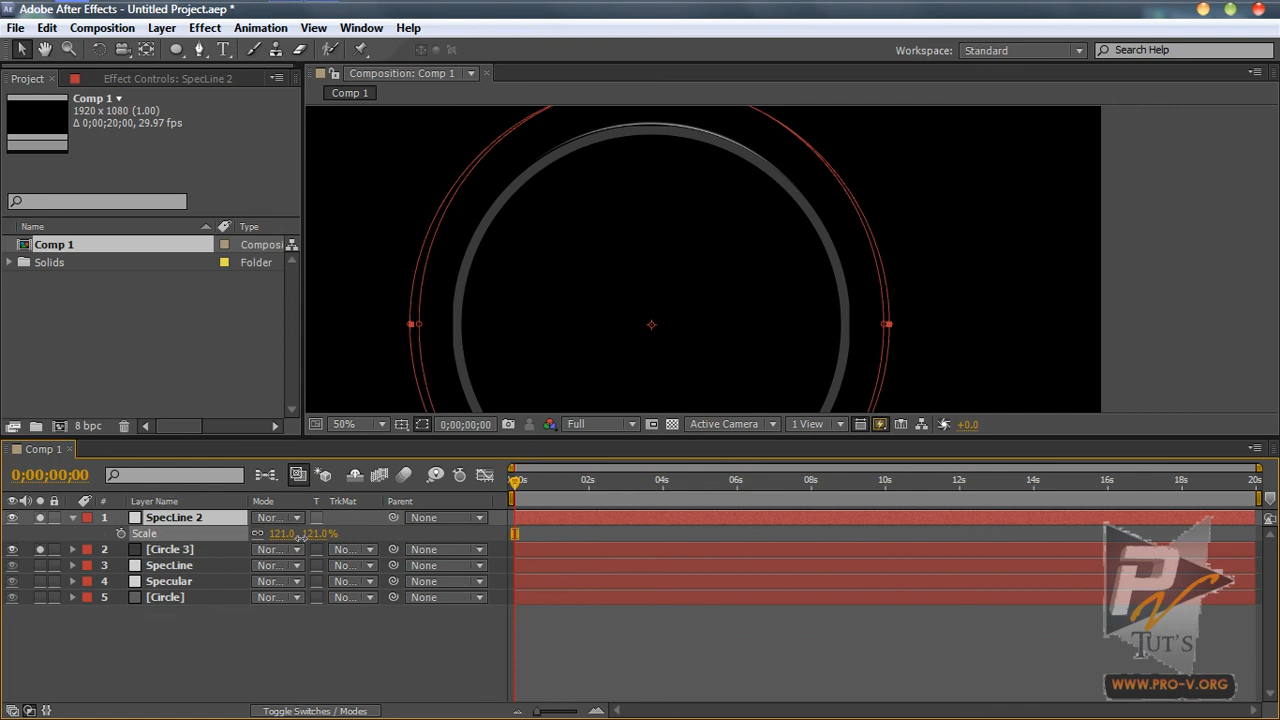 Adobe After Effects - Untitled Project.aep *
File Edit Composition Layer Effect Animation View Window Help
Workspace: Standard Search Help
Project Effect Controls: SpecLine 2
Composition: Comp 1
Comp 1
Comp 1
1920 x 1080 (1.00)
Δ 0;00;20;00, 29.97 fps
Name Type
Comp 1 Composi
Solids Folder
8 bpc
50% 0;00;00;00 Full Active Camera 1 View +0.0
Comp 1
0;00;00;00
02s 04s 06s 08s 10s 12s 14s 16s 18s 20s
# Layer Name Mode T TrkMat Parent
1 SpecLine 2 Nor... None
Scale 121.0, 121.0%
2 [Circle 3] Nor... No... None
3 SpecLine Nor... No... None
4 Specular Nor... No... None
5 [Circle] Nor... No... None
PV
TUT'S
WWW.PRO-V.ORG
Toggle Switches / Modes